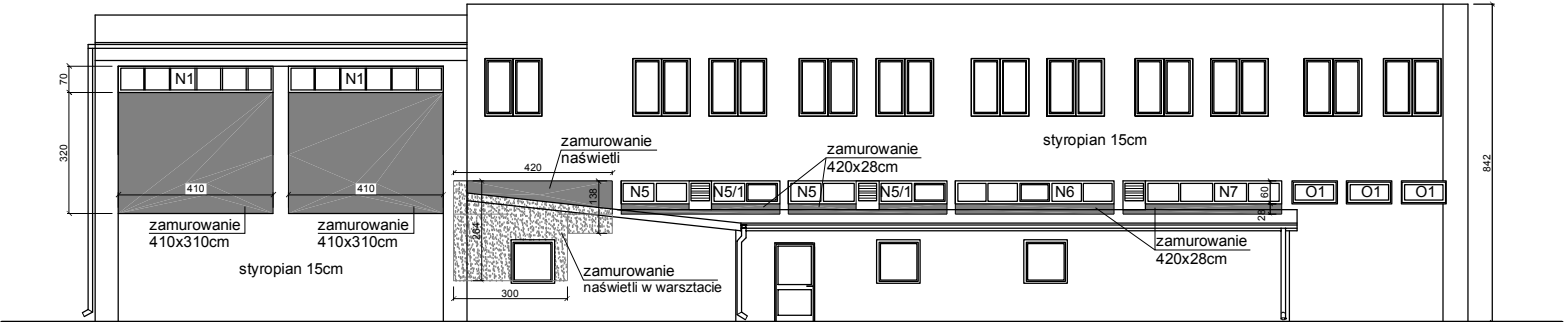 N1
N1
70
320
410
410
zamurowanie
410x310cm
zamurowanie
410x310cm
styropian 15cm
zamurowanie
naświetli
420
138
264
300
zamurowanie
naświetli w warsztacie
zamurowanie
420x28cm
styropian 15cm
N5
N5/1
N5
N5/1
N6
N7
60
28
O1
O1
O1
zamurowanie
420x28cm
842